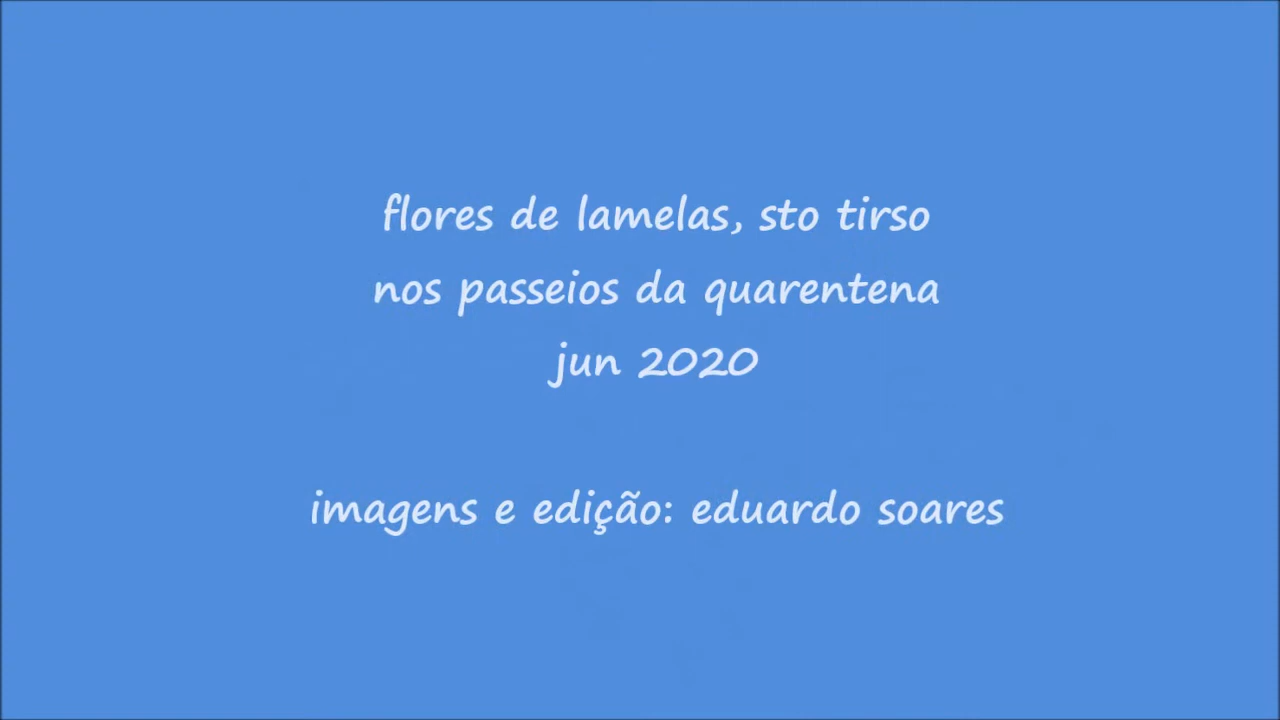 flores de lamelas, sto tirso
nos passeios da quarentena
jun 2020
imagens e edição: eduardo soares